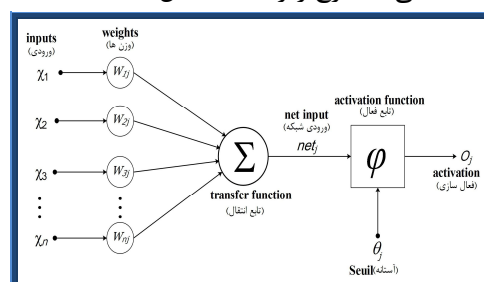 inputs
(ورودی)
weights
(وزن ها)
χ1
W1j
χ2
W2j
χ3
W3j
χn
Wnj
Σ
transfer function
(تابع انتقال)
net input
(ورودی شبکه)
netj
activation function
(تابع فعال)
φ
oj
activation
(فعال سازی)
θj
Seuil(آستانه)